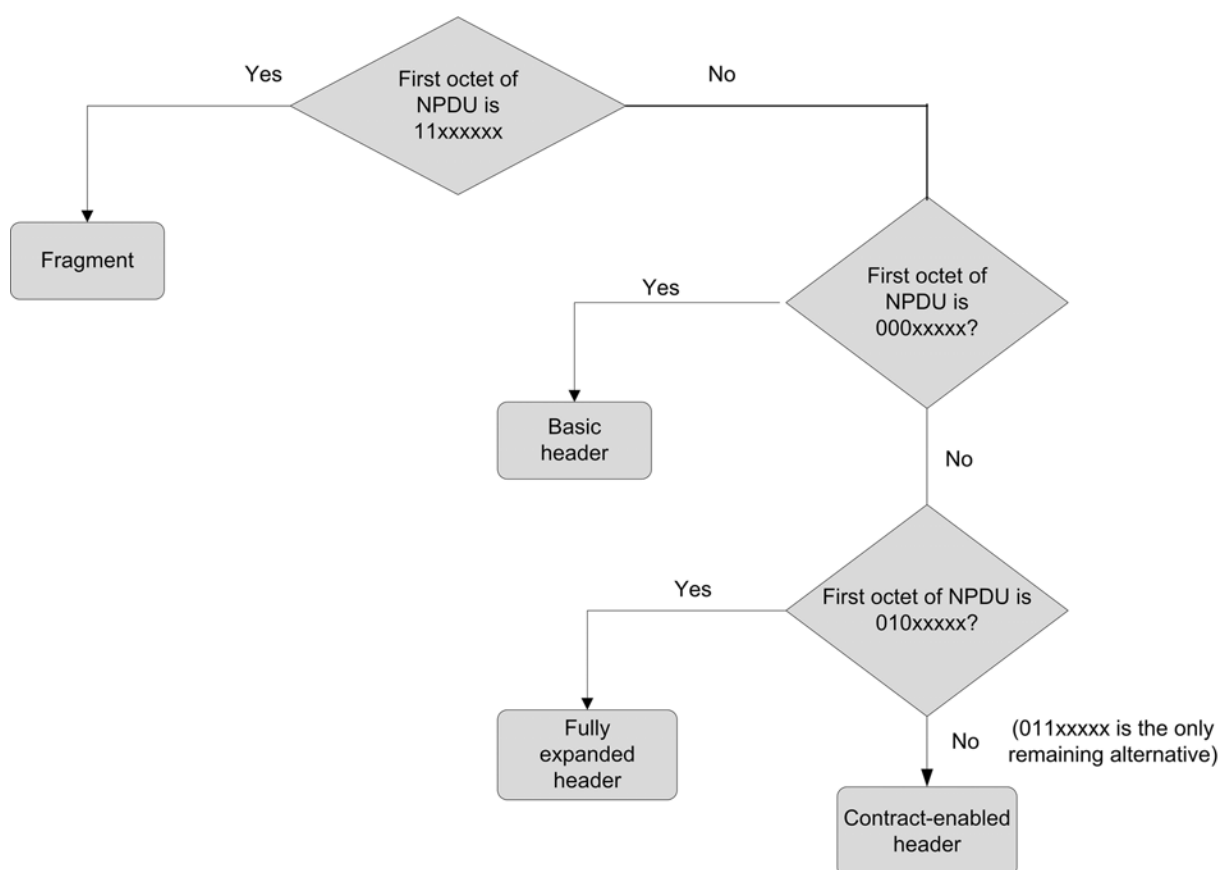 Yes
First octet of
NPDU is
11xxxxxx
No
Fragment
First octet of
NPDU is
000xxxxx?
Yes
Basic
header
No
First octet of NPDU is
010xxxxx?
Yes
Fully
expanded
header
No
(011xxxxx is the only
remaining alternative)
Contract-enabled
header